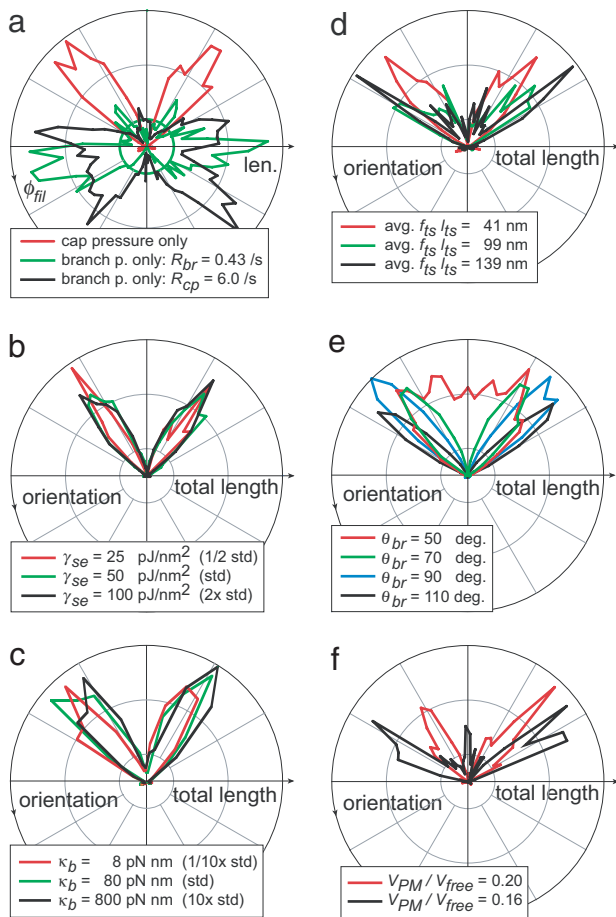 a
len.
ϕfil
cap pressure only
branch p. only: Rbr = 0.43 /s
branch p. only: Rcp = 6.0 /s
b
orientation
total length
γse = 25 pJ/nm² (1/2 std)
γse = 50 pJ/nm² (std)
γse = 100 pJ/nm² (2x std)
c
orientation
total length
κb = 8 pN nm (1/10x std)
κb = 80 pN nm (std)
κb = 800 pN nm (10x std)
d
orientation
total length
avg. fts lts = 41 nm
avg. fts lts = 99 nm
avg. fts lts = 139 nm
e
orientation
total length
θbr = 50 deg.
θbr = 70 deg.
θbr = 90 deg.
θbr = 110 deg.
f
orientation
total length
VPM / Vfree = 0.20
VPM / Vfree = 0.16